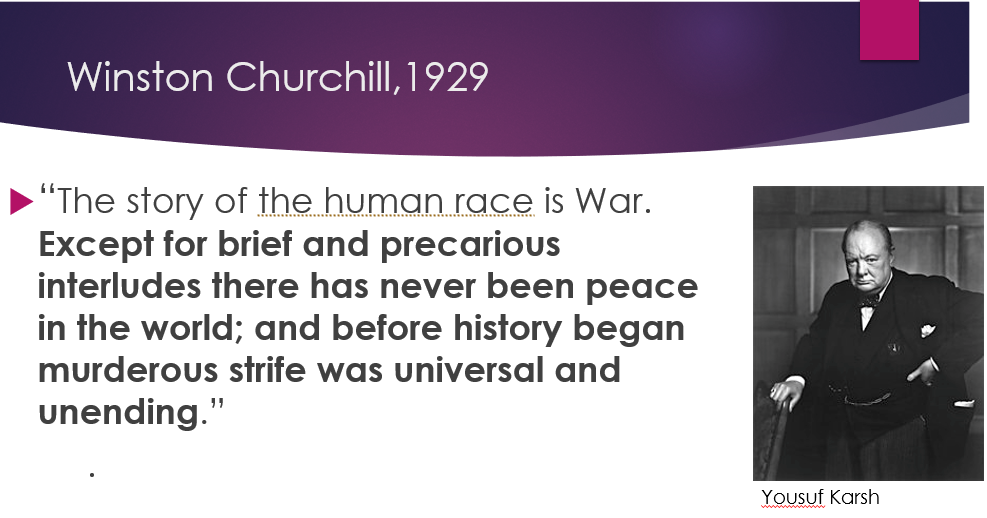 Winston Churchill,1929
“The story of the human race is War.
Except for brief and precarious
interludes there has never been peace
in the world; and before history began
murderous strife was universal and
unending.”
.
Yousuf Karsh